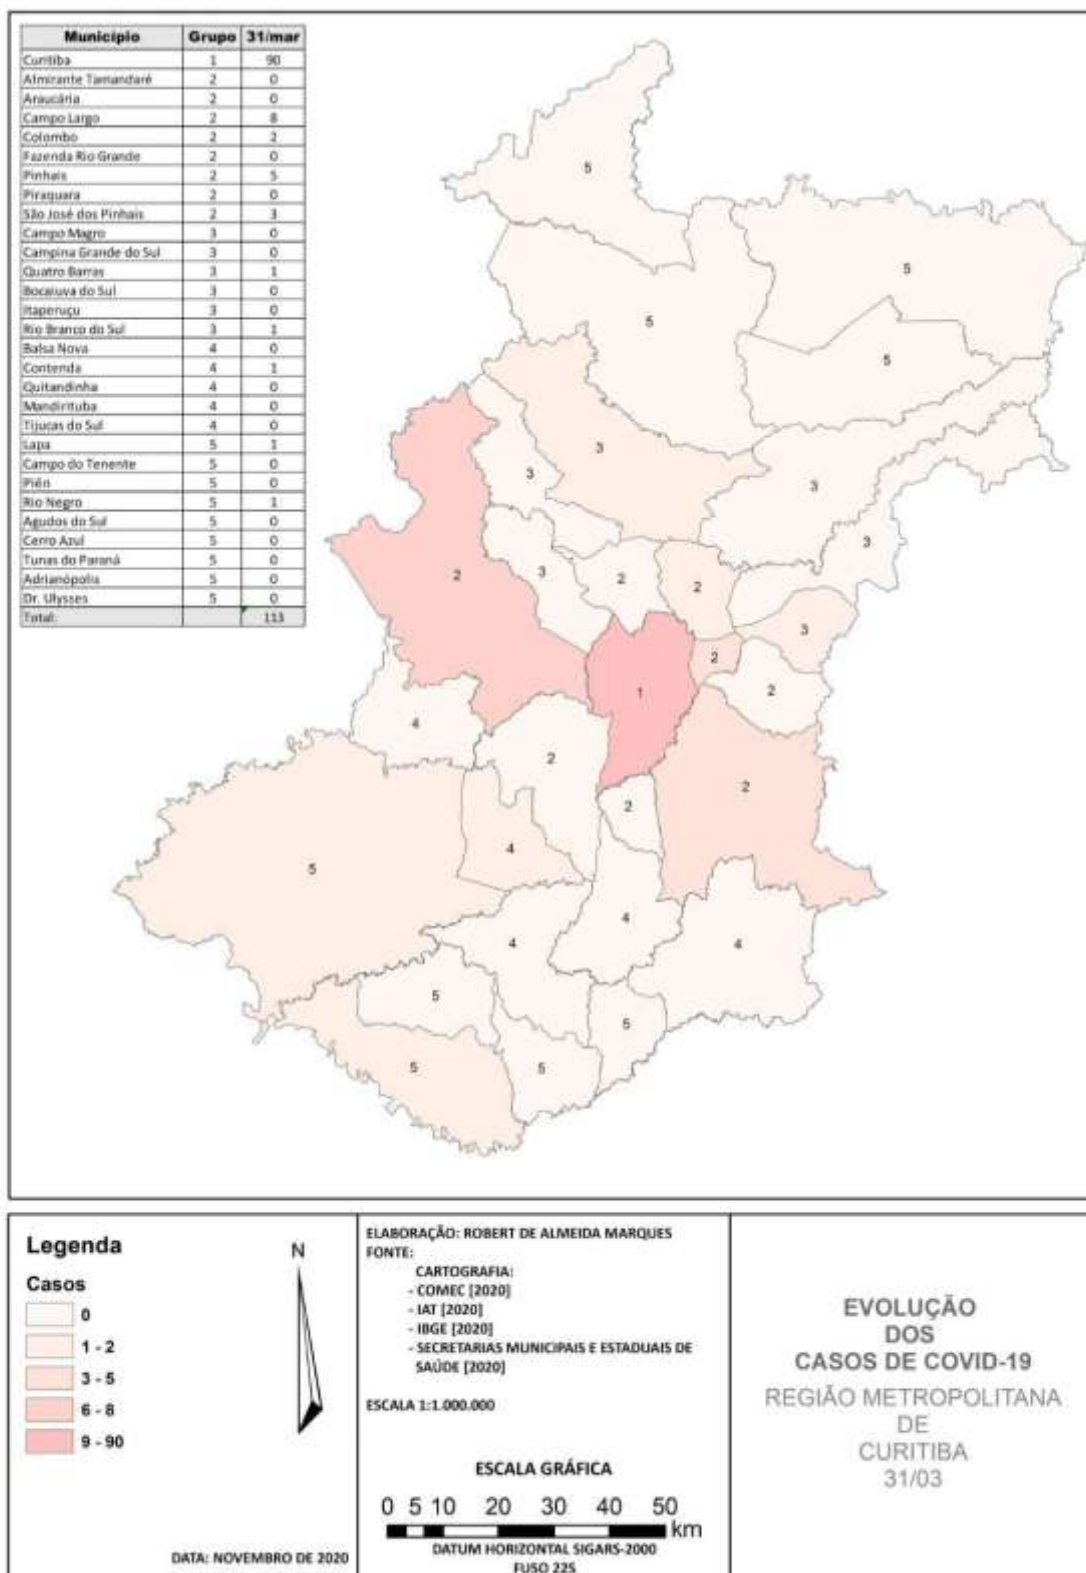 Município Grupo 31/mar
Curitiba 1 90
Almirante Tamandaré 2 0
Araucária 2 0
Campo Largo 2 8
Colombo 2 2
Fazenda Rio Grande 2 0
Pinhais 2 5
Piraquara 2 0
São José dos Pinhais 2 3
Campo Magro 3 0
Campina Grande do Sul 3 0
Quatro Barras 3 1
Bocaiuva do Sul 3 0
Itaperuçu 3 0
Rio Branco do Sul 3 1
Balsa Nova 4 0
Contenda 4 1
Quitandinha 4 0
Mandirituba 4 0
Tijucas do Sul 4 0
Lapa 5 1
Campo do Tenente 5 0
Piên 5 0
Rio Negro 5 1
Agudos do Sul 5 0
Cerro Azul 5 0
Tunas do Paraná 5 0
Adrianópolis 5 0
Dr. Ulysses 5 0
Total: 113
5
5
5
5
3
3
3
3
2
3
2
2
3
2
1
2
4
2
2
2
5
4
4
4
4
5
5
5
5
Legenda
Casos
0
1 - 2
3 - 5
6 - 8
9 - 90
N
DATA: NOVEMBRO DE 2020
ELABORAÇÃO: ROBERT DE ALMEIDA MARQUES
FONTE:
CARTOGRAFIA:
- COMEC [2020]
- IAT [2020]
- IBGE [2020]
- SECRETARIAS MUNICIPAIS E ESTADUAIS DE
SAÚDE [2020]
ESCALA 1:1.000.000
ESCALA GRÁFICA
0 5 10 20 30 40 50
km
DATUM HORIZONTAL SIGARS-2000
FUSO 22S
EVOLUÇÃO
DOS
CASOS DE COVID-19
REGIÃO METROPOLITANA
DE
CURITIBA
31/03